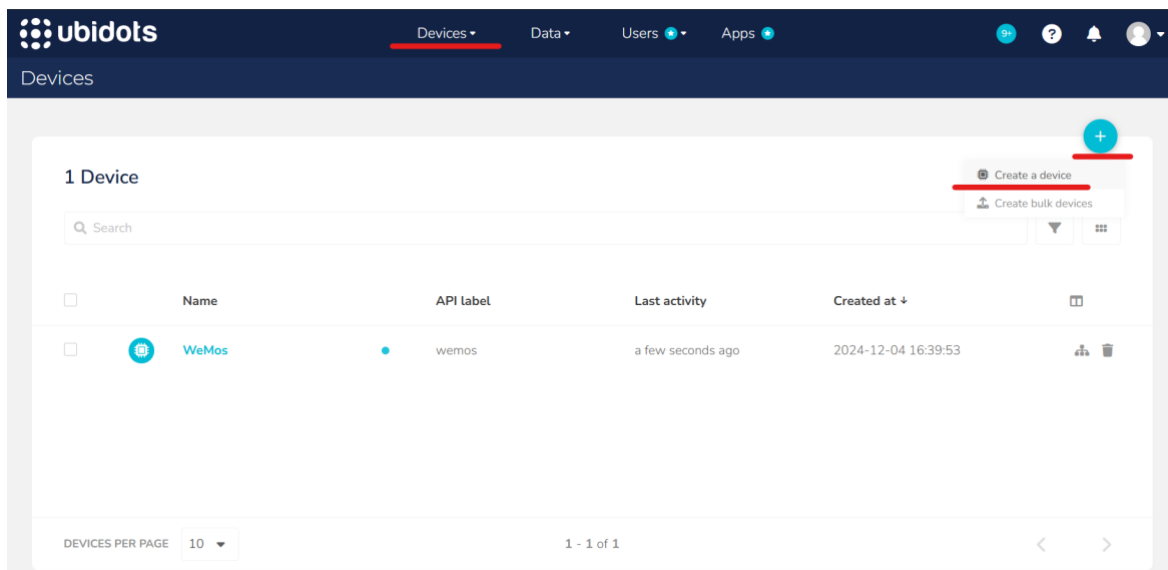 ubidots
Devices Data Users Apps 9+ ?
Devices
1 Device
Create a device
Create bulk devices
Search
Name API label Last activity Created at ↓
WeMos wemos a few seconds ago 2024-12-04 16:39:53
DEVICES PER PAGE 10 1 - 1 of 1